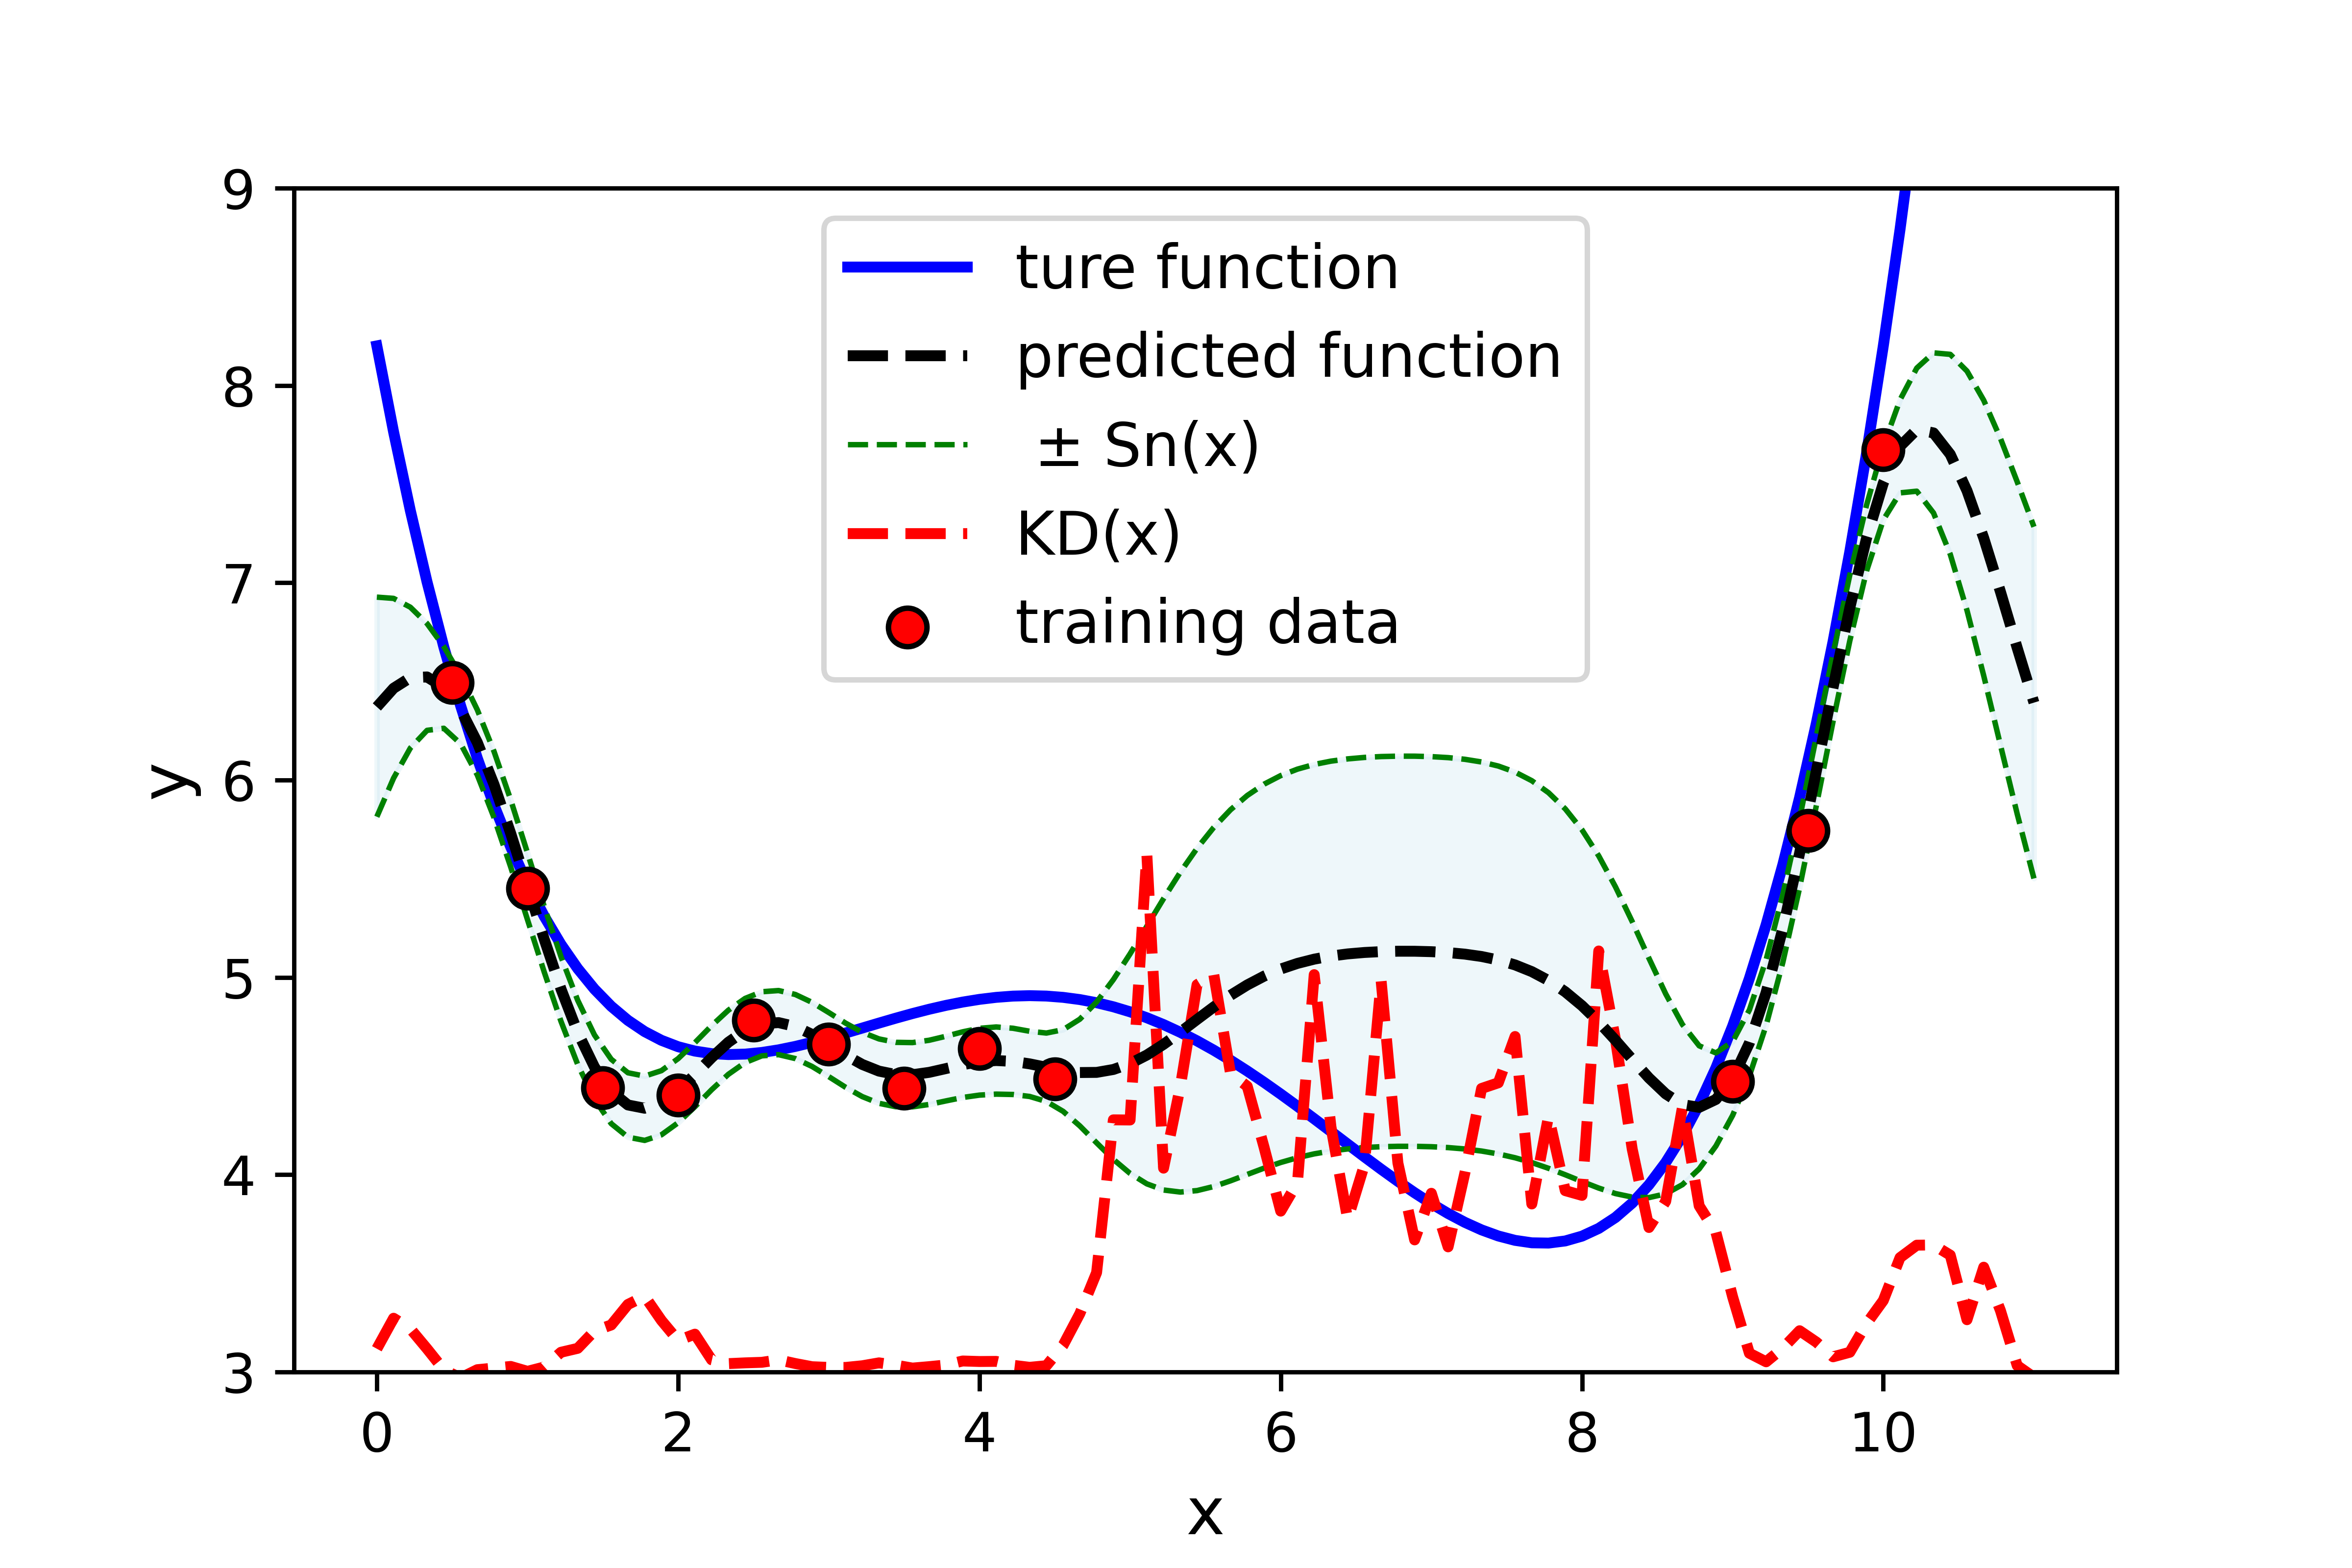 9
8
7
6
5
4
3
y
ture function
predicted function
± Sn(x)
KD(x)
training data
0 2 4 6 8 10
x